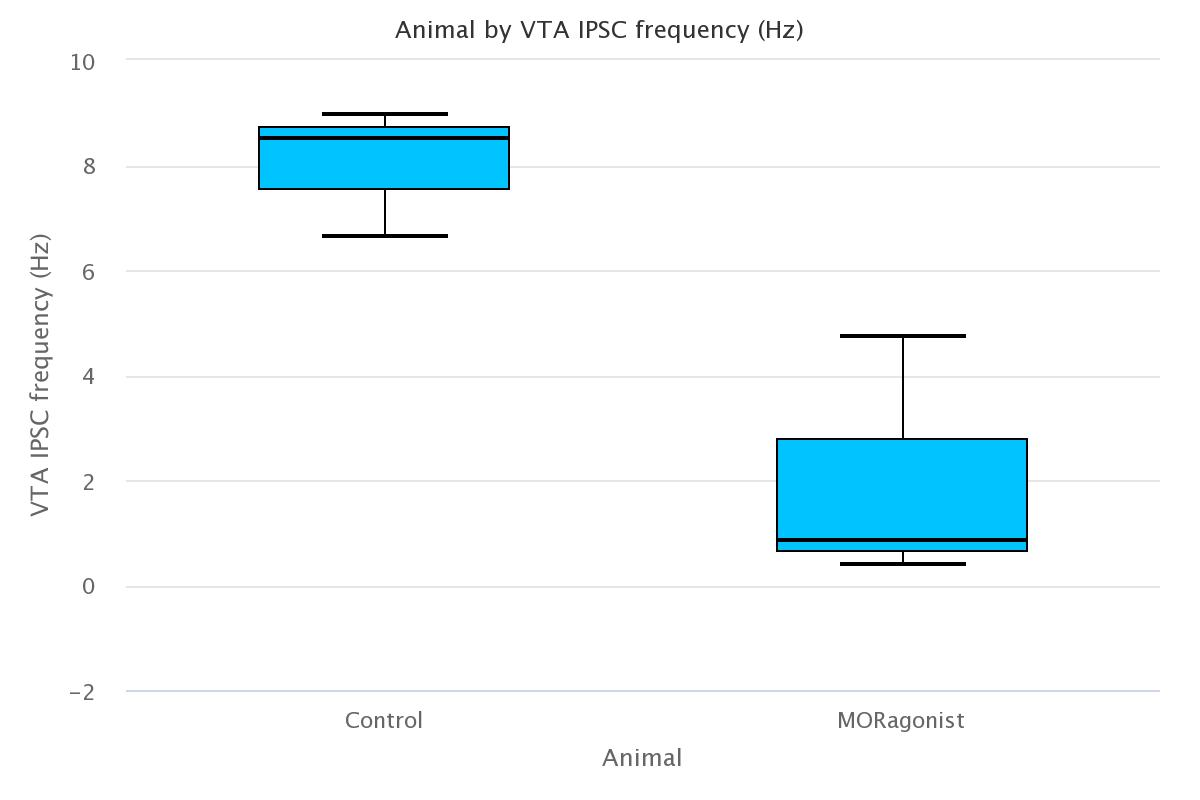 Animal by VTA IPSC frequency (Hz)
VTA IPSC frequency (Hz)
10
8
6
4
2
0
−2
Control
MORagonist
Animal